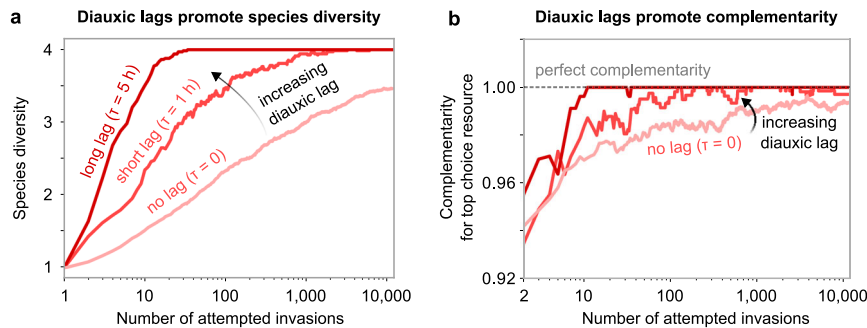 a
Diauxic lags promote species diversity
4
3
2
1
Species diversity
long lag (τ = 5 h)
short lag (τ = 1 h)
no lag (τ = 0)
increasing
diauxic lag
1
10
100
1,000
10,000
Number of attempted invasions
b
Diauxic lags promote complementarity
1.00
0.96
0.92
Complementarity
for top choice resource
perfect complementarity
no lag (τ = 0)
increasing
diauxic lag
2
10
100
1,000
10,000
Number of attempted invasions